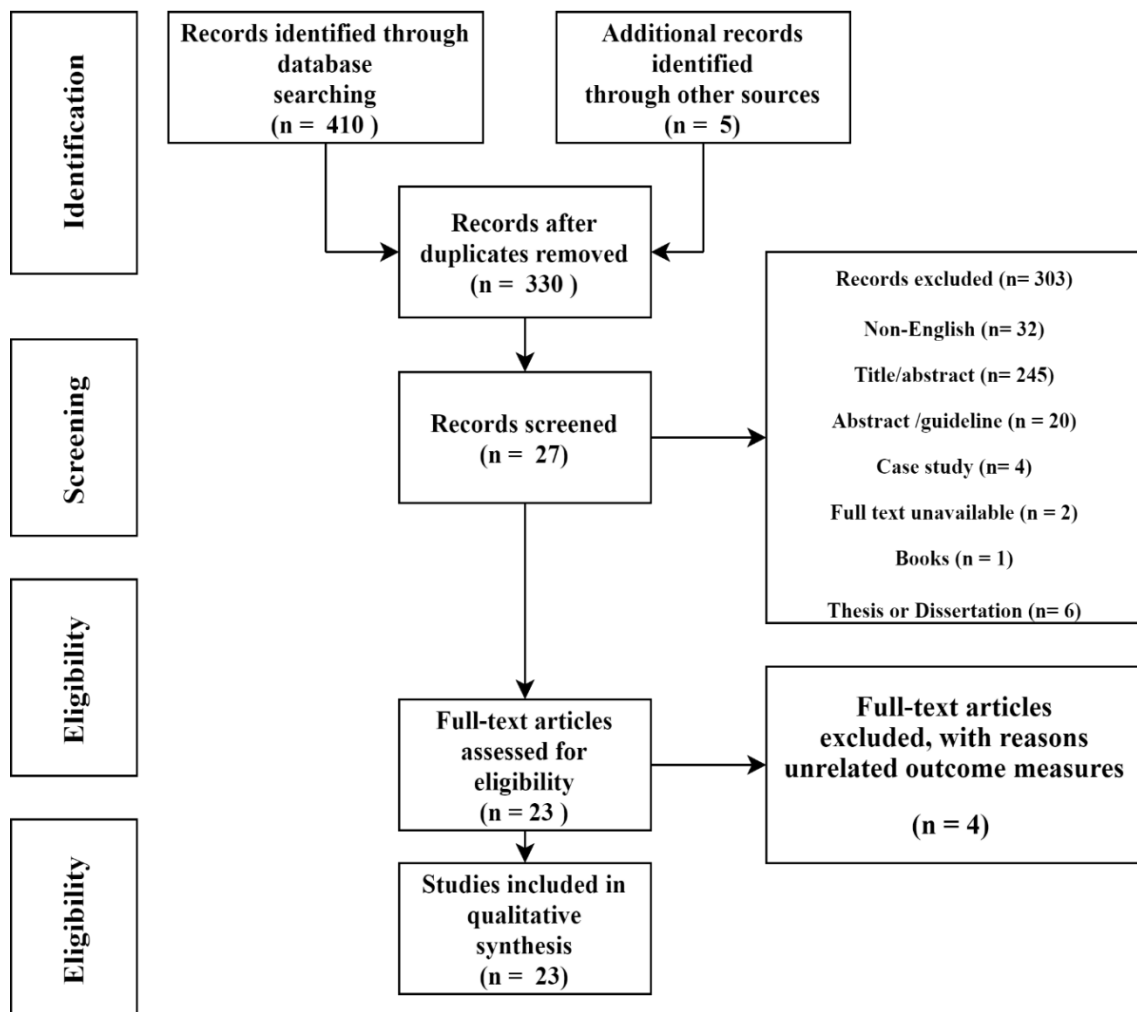 Identification
Records identified through
database
searching
(n = 410 )
Additional records
identified
through other sources
(n = 5)
Records after
duplicates removed
(n = 330 )
Screening
Records screened
(n = 27)
Records excluded (n= 303)
Non-English (n= 32)
Title/abstract (n= 245)
Abstract /guideline (n = 20)
Case study (n= 4)
Full text unavailable (n = 2)
Books (n = 1)
Thesis or Dissertation (n= 6)
Eligibility
Full-text articles
assessed for
eligibility
(n = 23 )
Full-text articles
excluded, with reasons
unrelated outcome measures
(n = 4)
Eligibility
Studies included in
qualitative
synthesis
(n = 23)